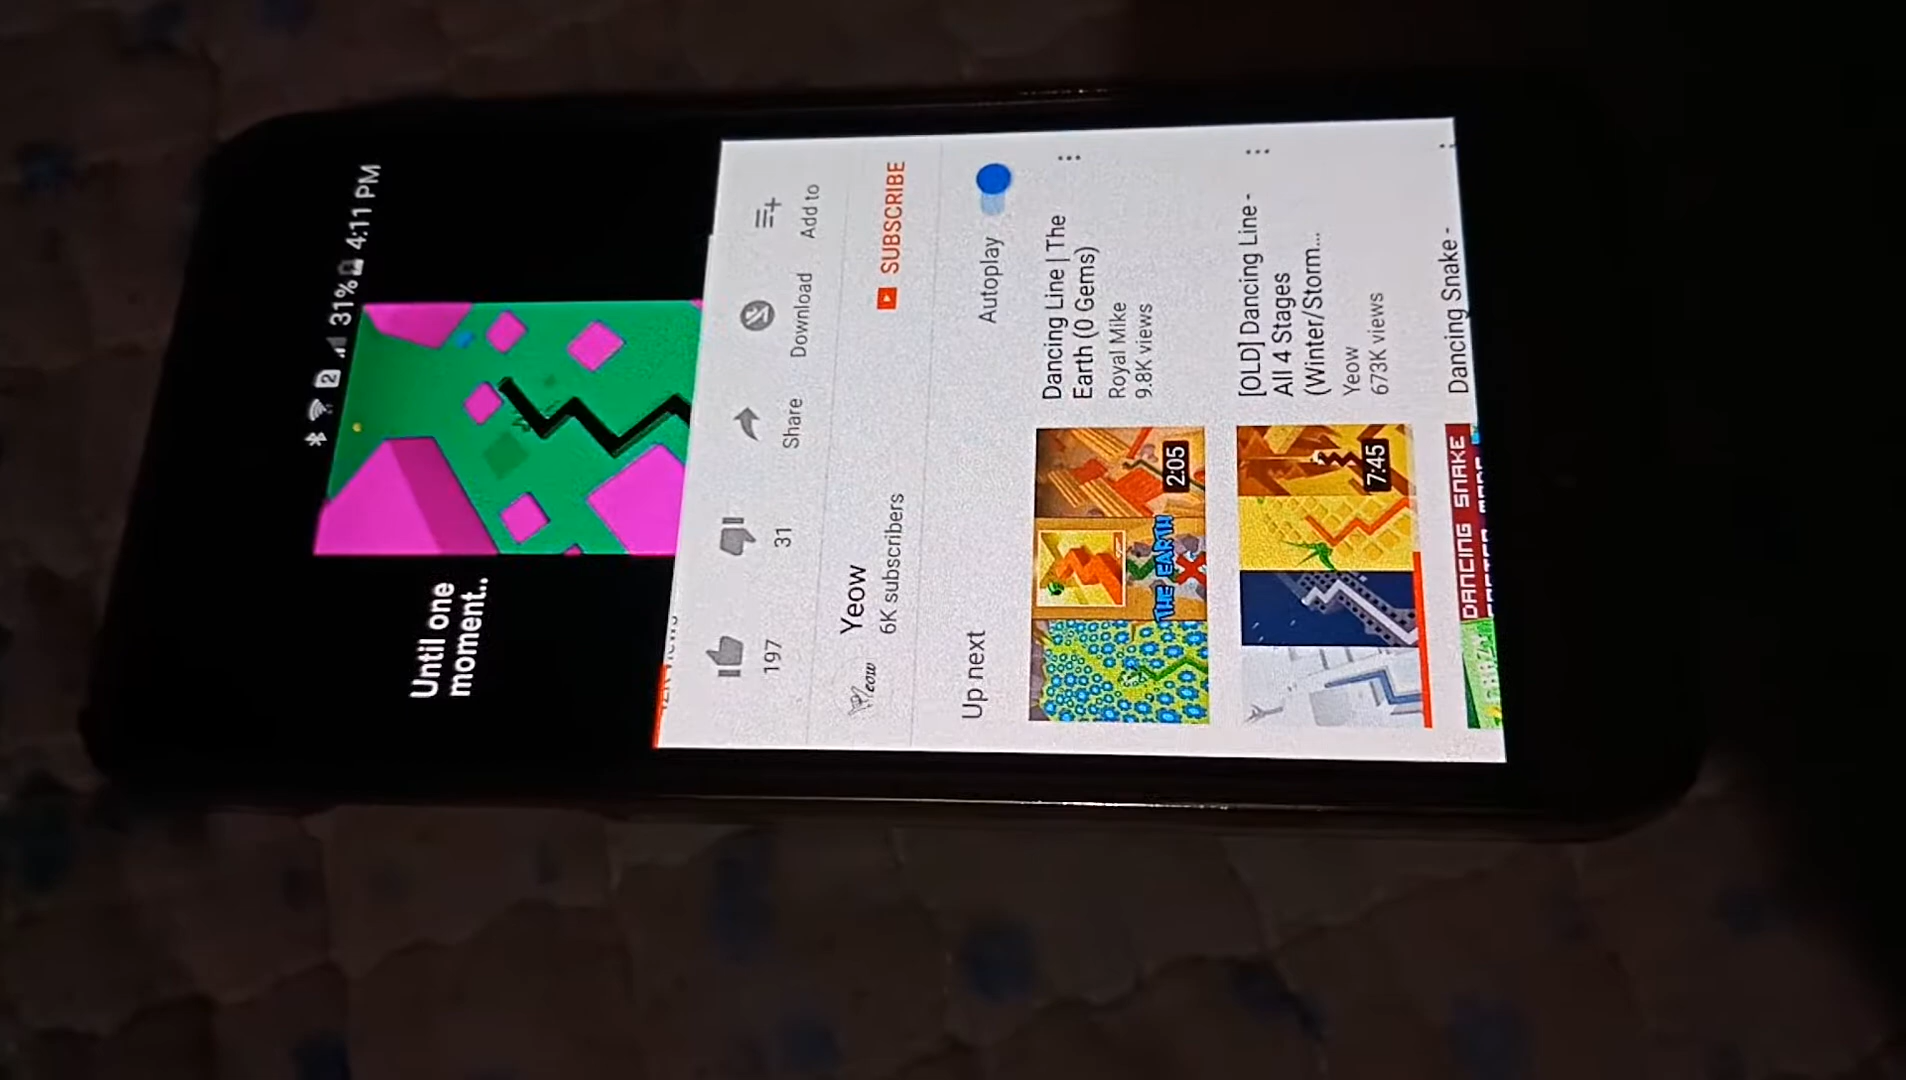 2 31% 4:11 PM
Until one
moment..
197
31
Share
Download
Add to
Yeow
Yeow
6K subscribers
SUBSCRIBE
Up next
Autoplay
THE EARTH
2:05
Dancing Line | The
Earth (0 Gems)
Royal Mike
9.8K views
7:45
[OLD] Dancing Line -
All 4 Stages
(Winter/Storm...
Yeow
673K views
DANCING SNAKE
Dancing Snake -